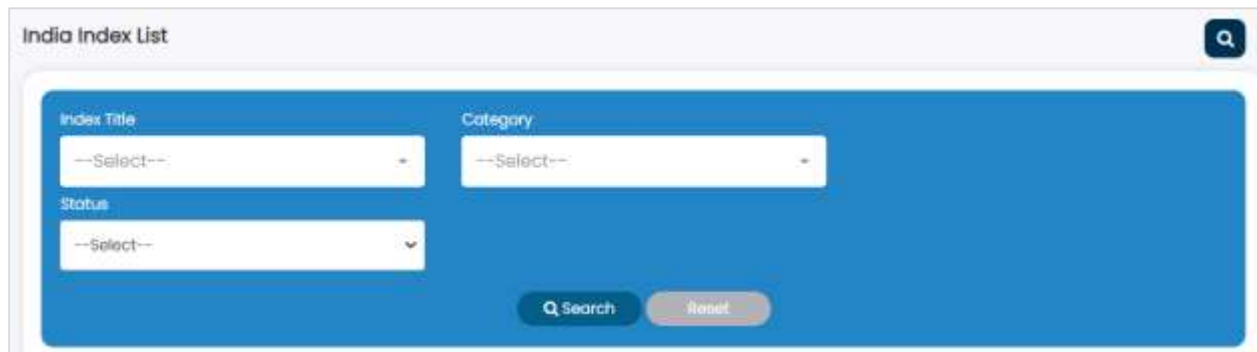 India Index List
Index Title
Category
--Select--
--Select--
Status
--Select--
Search
Reset